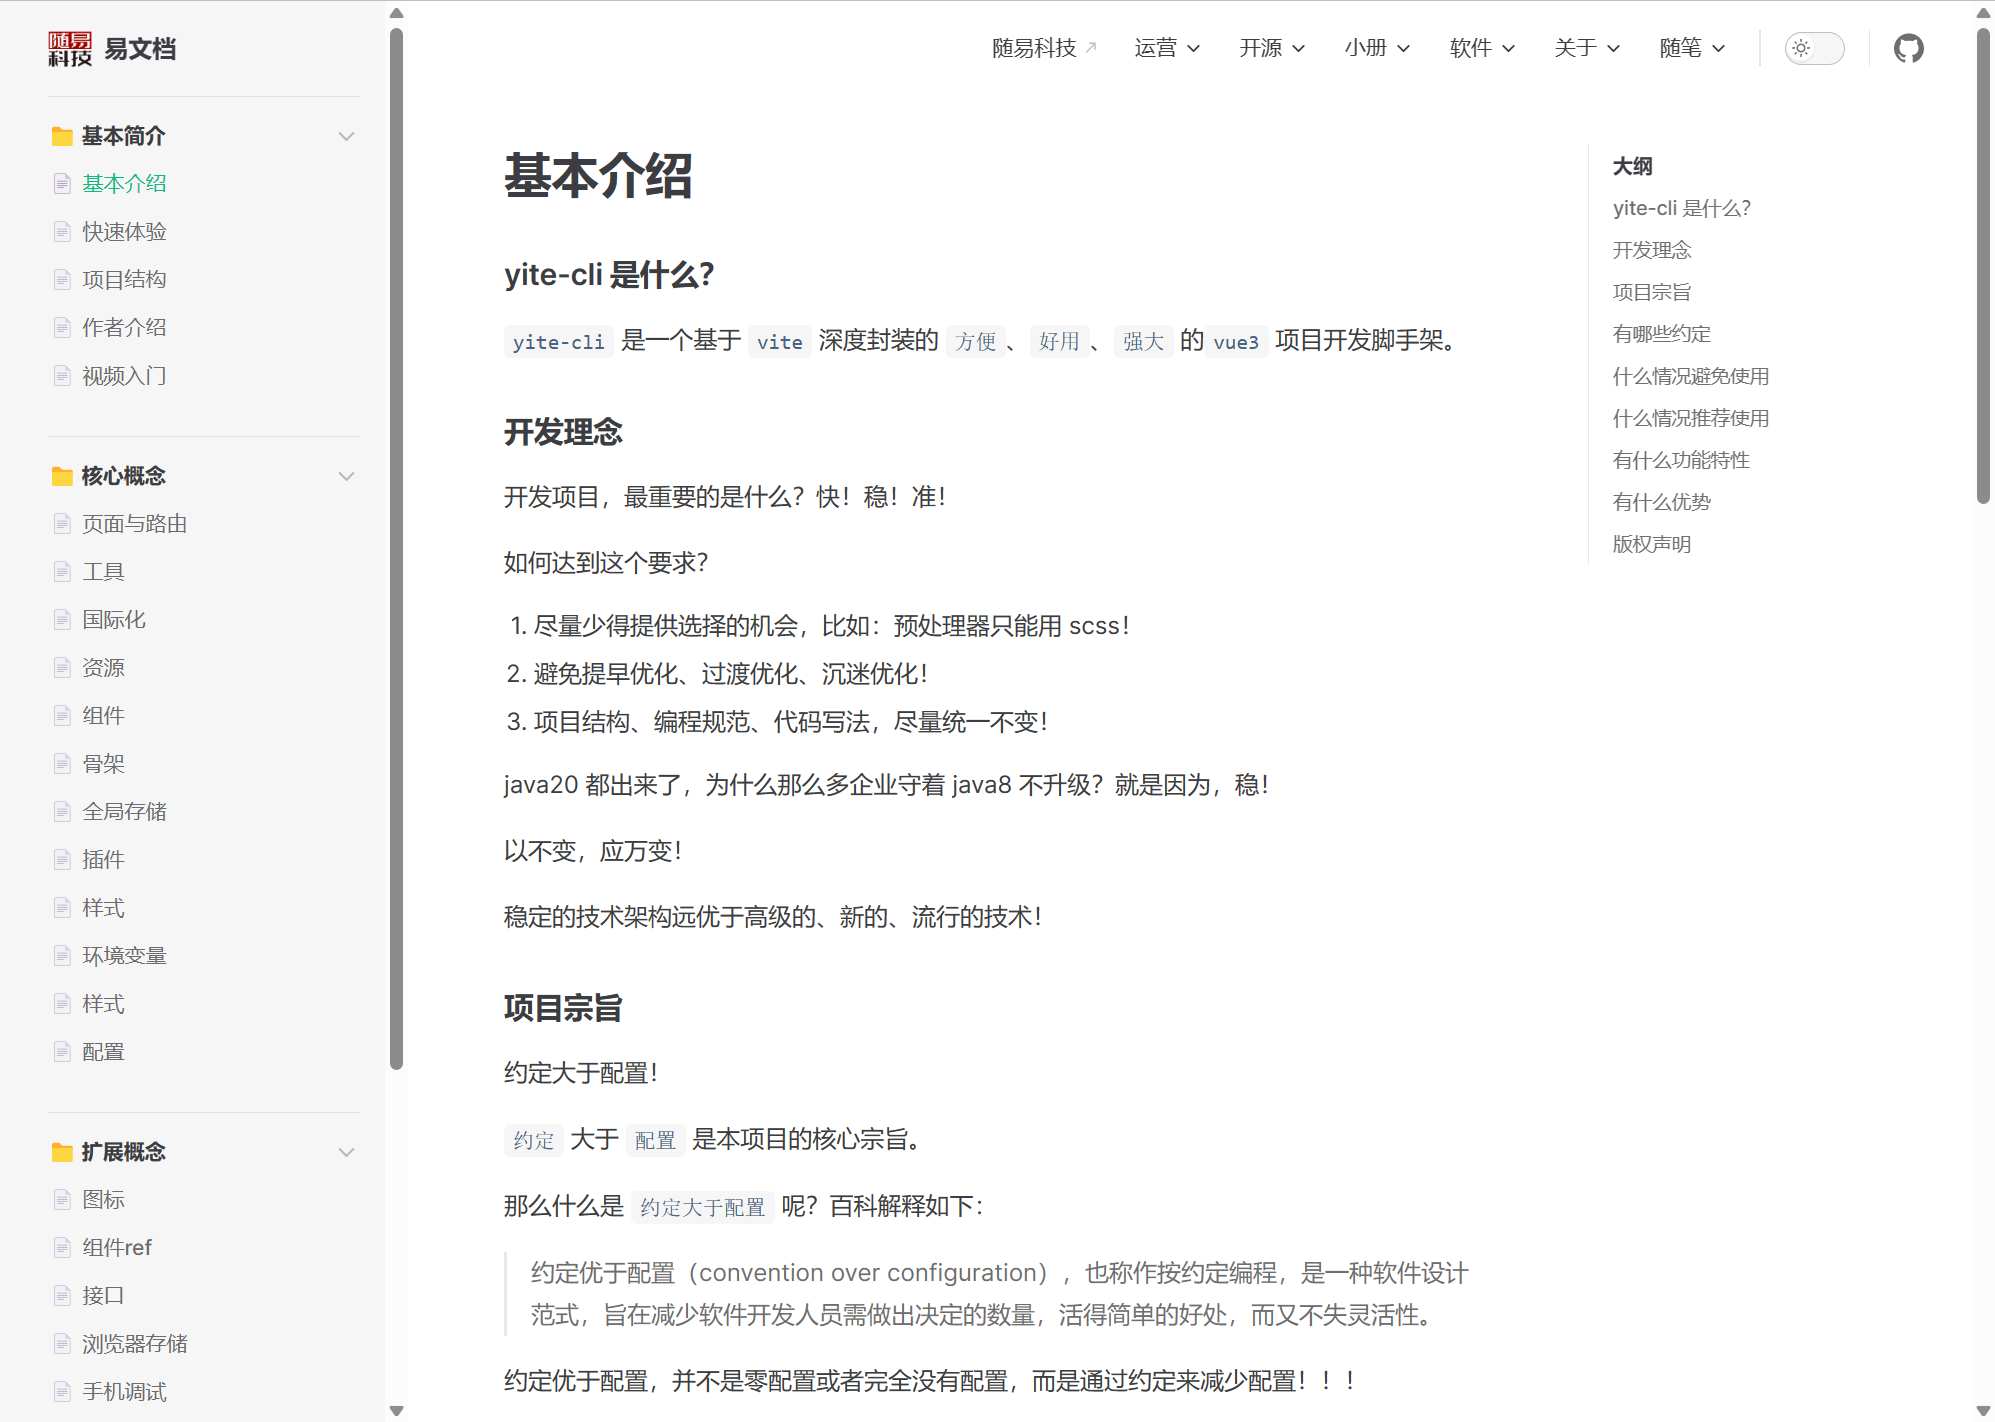 随易科技
易文档
随易科技
运营
开源
小册
软件
关于
随笔
基本简介
基本介绍
快速体验
项目结构
作者介绍
视频入门
核心概念
页面与路由
工具
国际化
资源
组件
骨架
全局存储
插件
样式
环境变量
样式
配置
扩展概念
图标
组件ref
接口
浏览器存储
手机调试
基本介绍
yite-cli 是什么？
yite-cli 是一个基于 vite 深度封装的 方便 、 好用 、 强大 的 vue3 项目开发脚手架。
开发理念
开发项目，最重要的是什么？快！稳！准！
如何达到这个要求？
1. 尽量少得提供选择的机会，比如：预处理器只能用 scss！
2. 避免提早优化、过渡优化、沉迷优化！
3. 项目结构、编程规范、代码写法，尽量统一不变！
java20 都出来了，为什么那么多企业守着 java8 不升级？就是因为，稳！
以不变，应万变！
稳定的技术架构远优于高级的、新的、流行的技术！
项目宗旨
约定大于配置！
约定 大于 配置 是本项目的核心宗旨。
那么什么是 约定大于配置 呢？百科解释如下：
约定优于配置（convention over configuration），也称作按约定编程，是一种软件设计
范式，旨在减少软件开发人员需做出决定的数量，活得简单的好处，而又不失灵活性。
约定优于配置，并不是零配置或者完全没有配置，而是通过约定来减少配置！！！
大纲
yite-cli 是什么？
开发理念
项目宗旨
有哪些约定
什么情况避免使用
什么情况推荐使用
有什么功能特性
有什么优势
版权声明